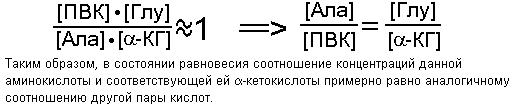 [ПВК]•[Глу] / [Ала]•[α-КГ] ≈ 1 ⟹ [Ала] / [ПВК] = [Глу] / [α-КГ]
Таким образом, в состоянии равновесия соотношение концентраций данной
аминокислоты и соответствующей ей α-кетокислоты примерно равно аналогичному
соотношению другой пары кислот.